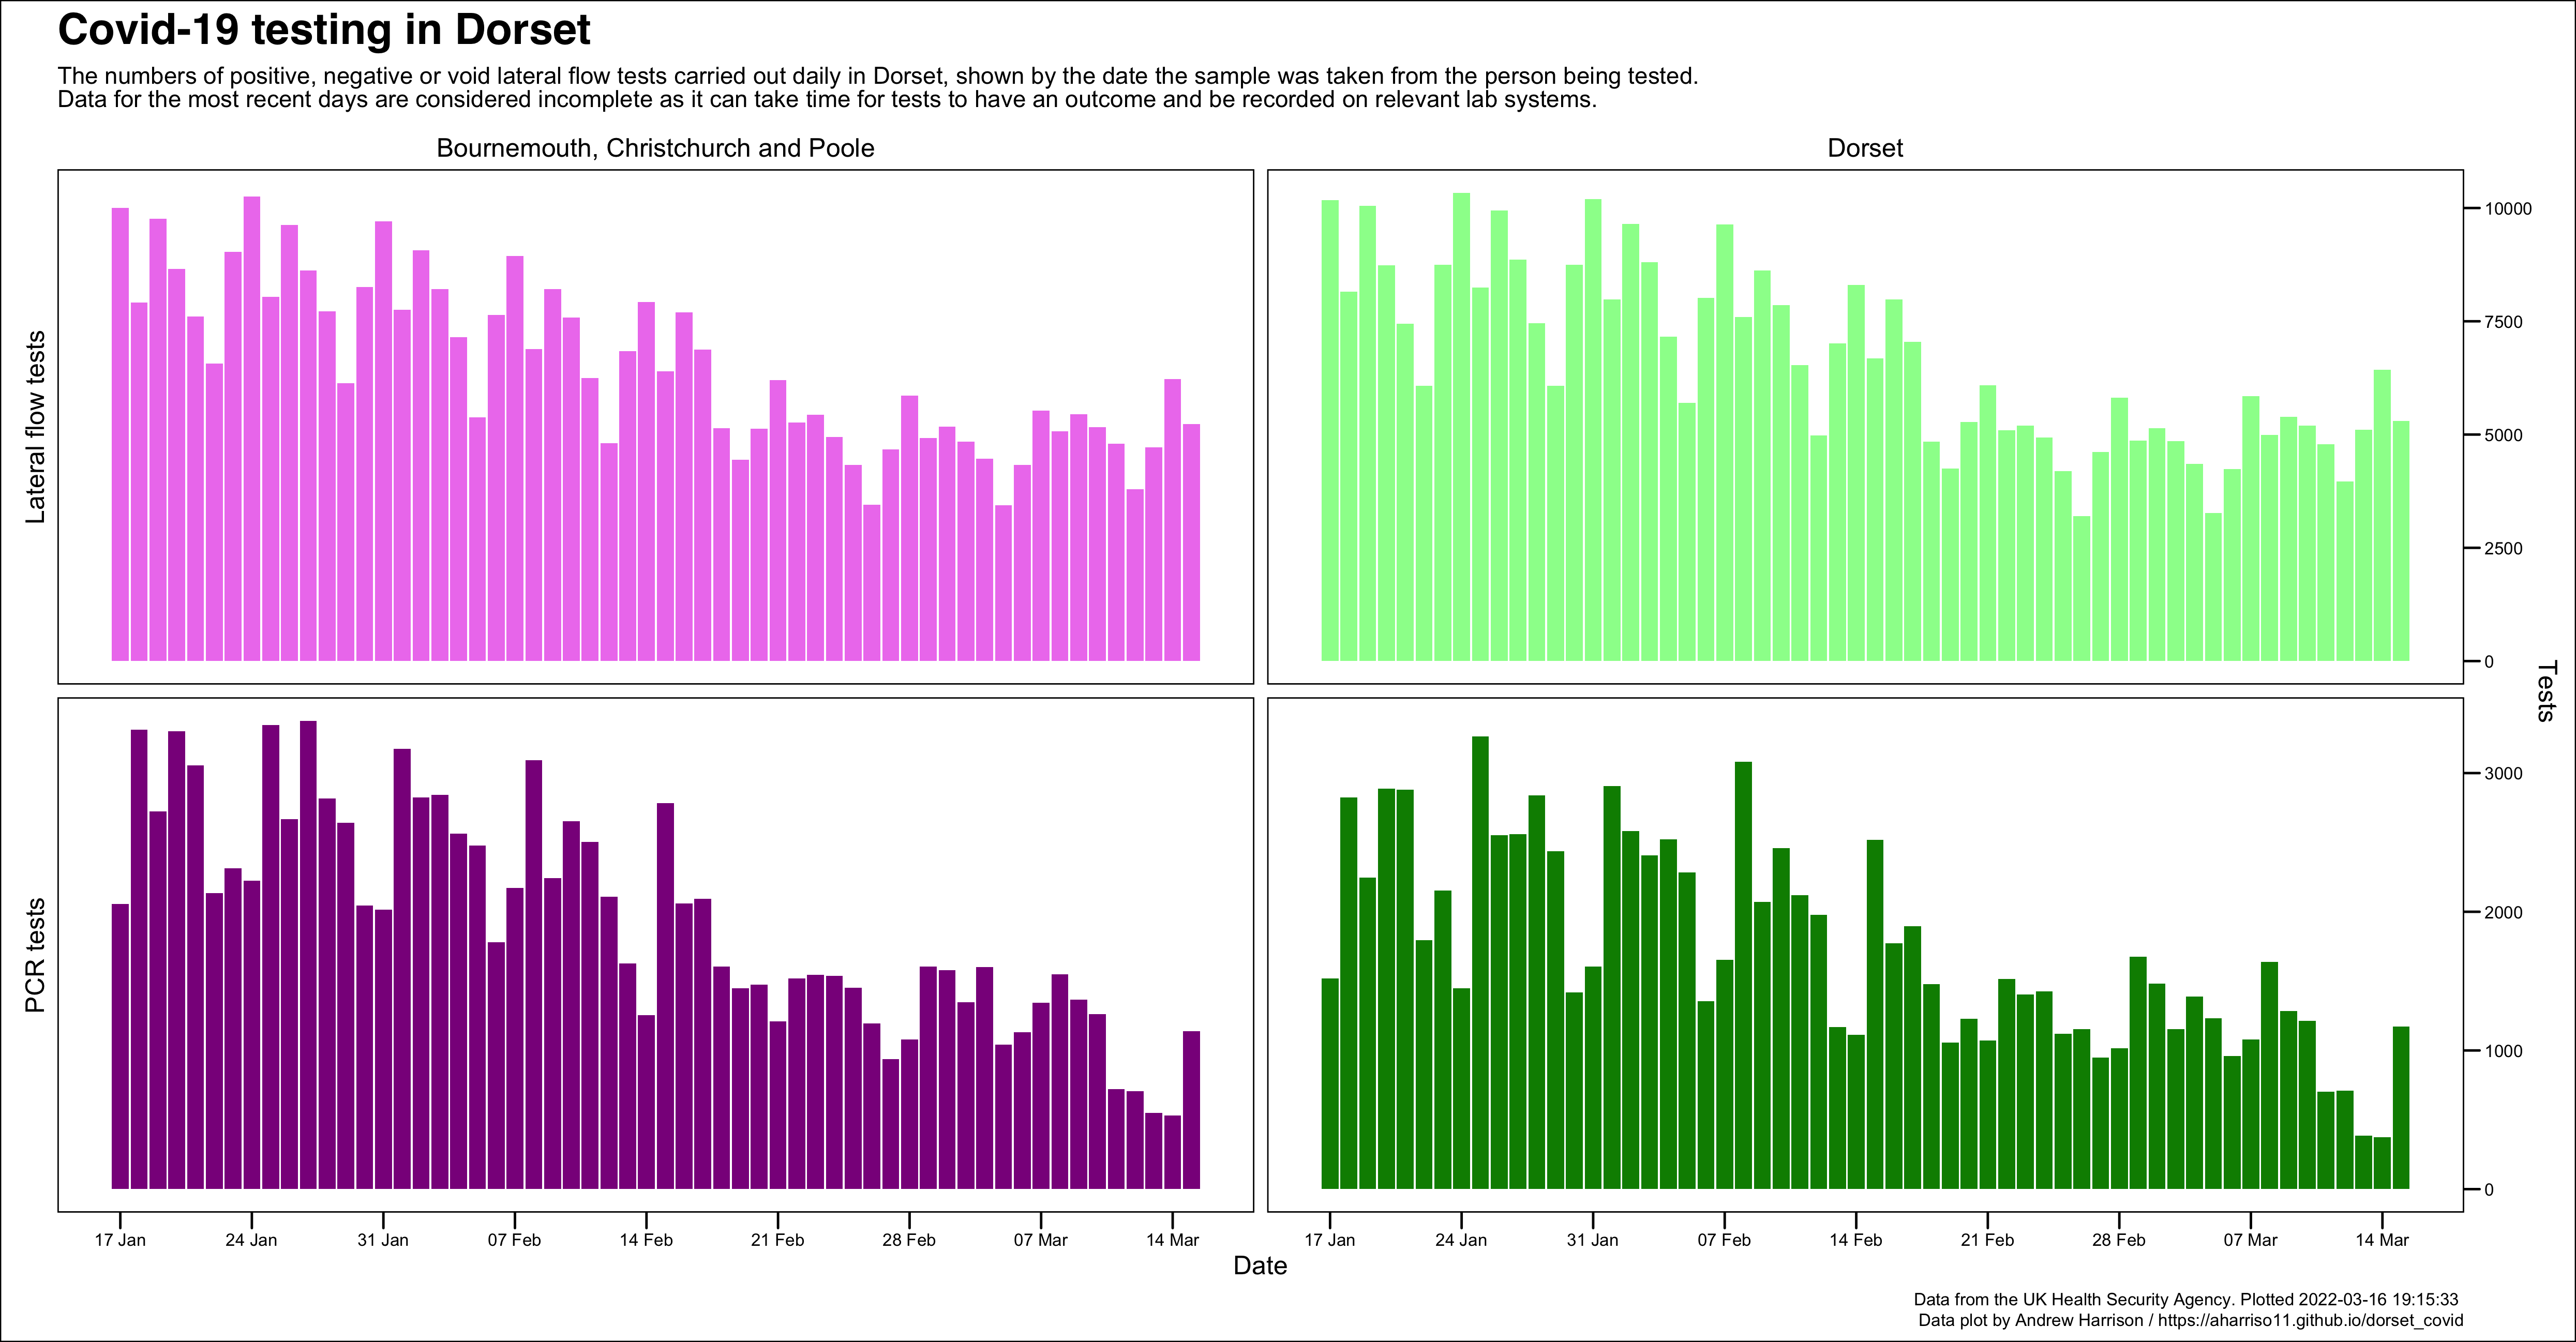 Covid-19 testing in Dorset
The numbers of positive, negative or void lateral flow tests carried out daily in Dorset, shown by the date the sample was taken from the person being tested.
Data for the most recent days are considered incomplete as it can take time for tests to have an outcome and be recorded on relevant lab systems.
Bournemouth, Christchurch and Poole
Dorset
Lateral flow tests
10000
7500
5000
2500
0
Tests
PCR tests
3000
2000
1000
0
17 Jan 24 Jan 31 Jan 07 Feb 14 Feb 21 Feb 28 Feb 07 Mar 14 Mar
17 Jan 24 Jan 31 Jan 07 Feb 14 Feb 21 Feb 28 Feb 07 Mar 14 Mar
Date
Data from the UK Health Security Agency. Plotted 2022-03-16 19:15:33
Data plot by Andrew Harrison / https://aharriso11.github.io/dorset_covid